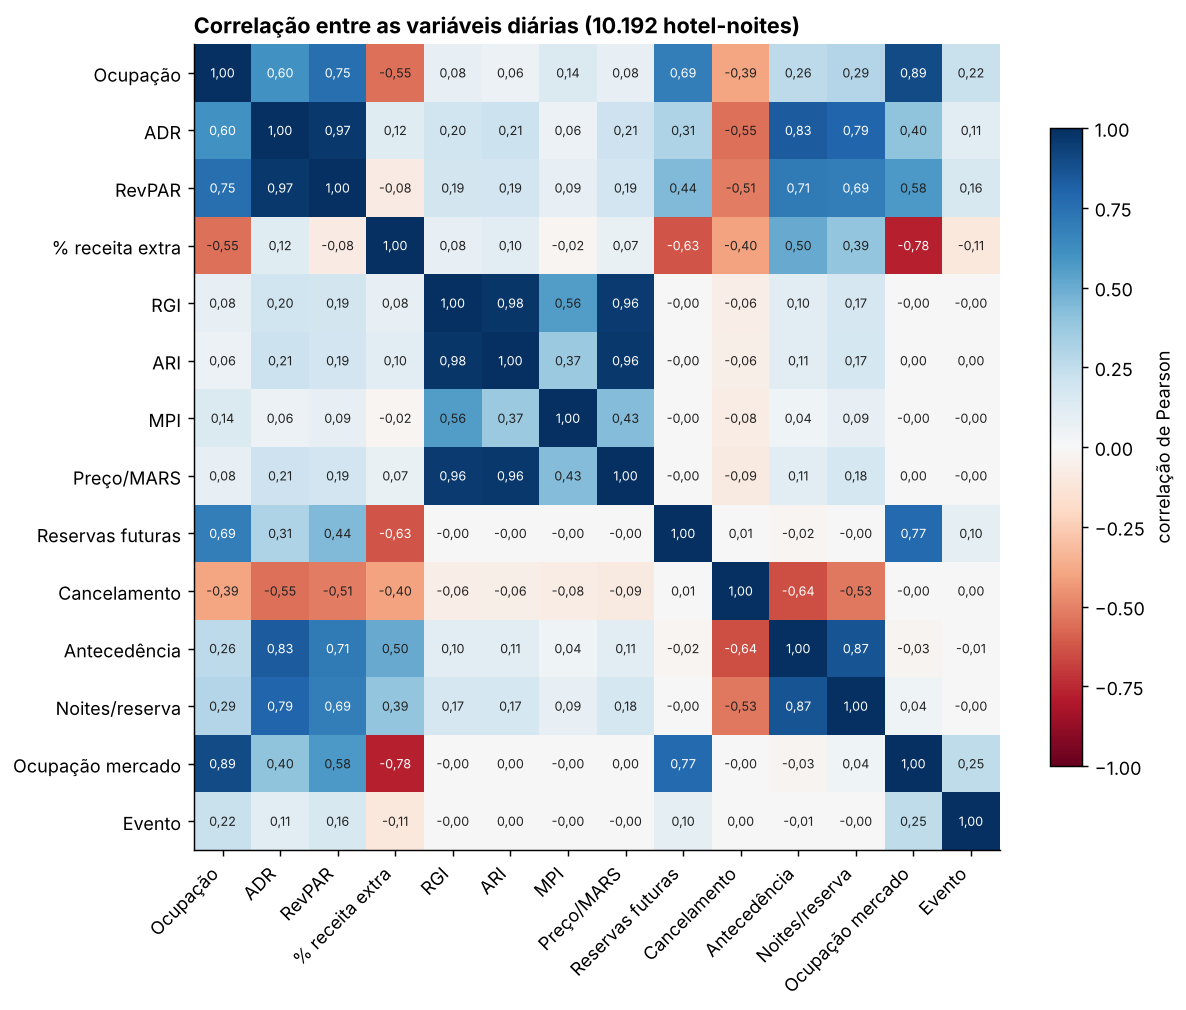 Correlação entre as variáveis diárias (10.192 hotel-noites)
Ocupação 1,00 0,60 0,75 -0,55 0,08 0,06 0,14 0,08 0,69 -0,39 0,26 0,29 0,89 0,22
ADR 0,60 1,00 0,97 0,12 0,20 0,21 0,06 0,21 0,31 -0,55 0,83 0,79 0,40 0,11
RevPAR 0,75 0,97 1,00 -0,08 0,19 0,19 0,09 0,19 0,44 -0,51 0,71 0,69 0,58 0,16
% receita extra -0,55 0,12 -0,08 1,00 0,08 0,10 -0,02 0,07 -0,63 -0,40 0,50 0,39 -0,78 -0,11
RGI 0,08 0,20 0,19 0,08 1,00 0,98 0,56 0,96 -0,00 -0,06 0,10 0,17 -0,00 -0,00
ARI 0,06 0,21 0,19 0,10 0,98 1,00 0,37 0,96 -0,00 -0,06 0,11 0,17 0,00 0,00
MPI 0,14 0,06 0,09 -0,02 0,56 0,37 1,00 0,43 -0,00 -0,08 0,04 0,09 -0,00 -0,00
Preço/MARS 0,08 0,21 0,19 0,07 0,96 0,96 0,43 1,00 -0,00 -0,09 0,11 0,18 0,00 -0,00
Reservas futuras 0,69 0,31 0,44 -0,63 -0,00 -0,00 -0,00 -0,00 1,00 0,01 -0,02 -0,00 0,77 0,10
Cancelamento -0,39 -0,55 -0,51 -0,40 -0,06 -0,06 -0,08 -0,09 0,01 1,00 -0,64 -0,53 -0,00 0,00
Antecedência 0,26 0,83 0,71 0,50 0,10 0,11 0,04 0,11 -0,02 -0,64 1,00 0,87 -0,03 -0,01
Noites/reserva 0,29 0,79 0,69 0,39 0,17 0,17 0,09 0,18 -0,00 -0,53 0,87 1,00 0,04 -0,00
Ocupação mercado 0,89 0,40 0,58 -0,78 -0,00 0,00 -0,00 0,00 0,77 -0,00 -0,03 0,04 1,00 0,25
Evento 0,22 0,11 0,16 -0,11 -0,00 0,00 -0,00 -0,00 0,10 0,00 -0,01 -0,00 0,25 1,00
Ocupação
ADR
RevPAR
% receita extra
RGI
ARI
MPI
Preço/MARS
Reservas futuras
Cancelamento
Antecedência
Noites/reserva
Ocupação mercado
Evento
1.00
0.75
0.50
0.25
0.00
−0.25
−0.50
−0.75
−1.00
correlação de Pearson